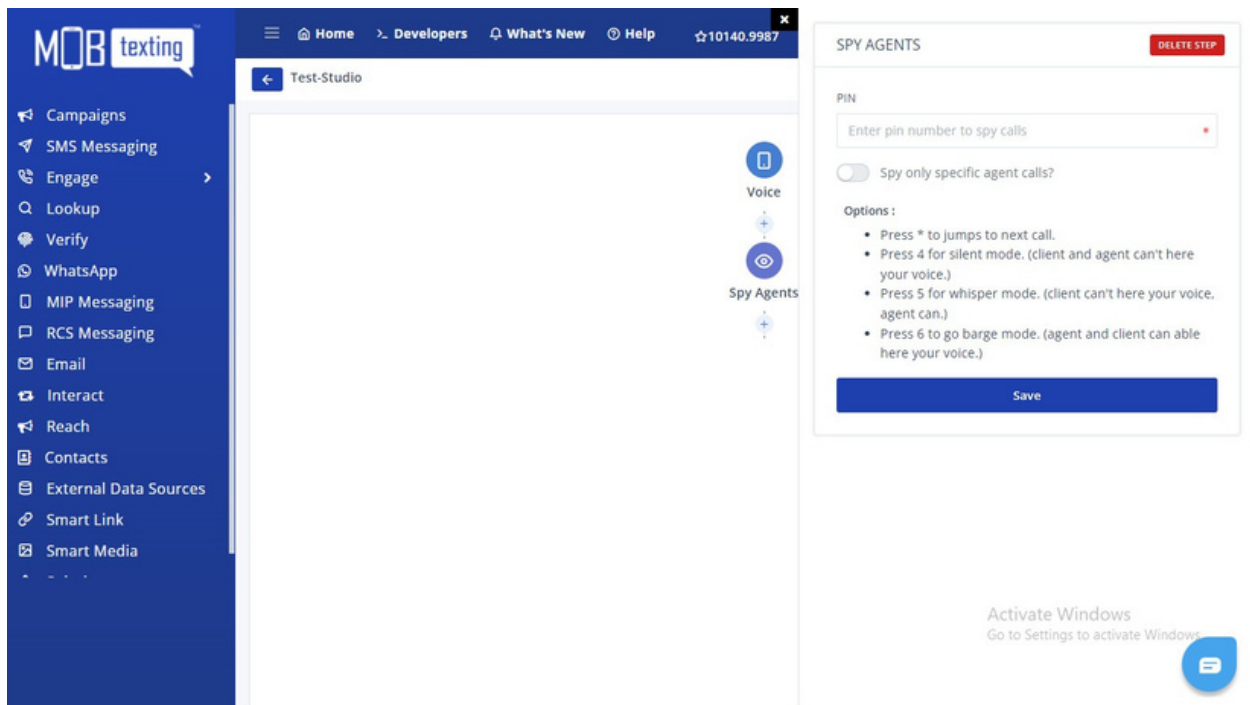 MOB texting
Campaigns
SMS Messaging
Engage
Lookup
Verify
WhatsApp
MIP Messaging
RCS Messaging
Email
Interact
Reach
Contacts
External Data Sources
Smart Link
Smart Media
Home >_ Developers What's New Help 10140.9987
Test-Studio
Voice
Spy Agents
SPY AGENTS
DELETE STEP
PIN
Enter pin number to spy calls *
Spy only specific agent calls?
Options :
• Press * to jumps to next call.
• Press 4 for silent mode. (client and agent can't here
your voice.)
• Press 5 for whisper mode. (client can't here your voice,
agent can.)
• Press 6 to go barge mode. (agent and client can able
here your voice.)
Save
Activate Windows
Go to Settings to activate Windows.